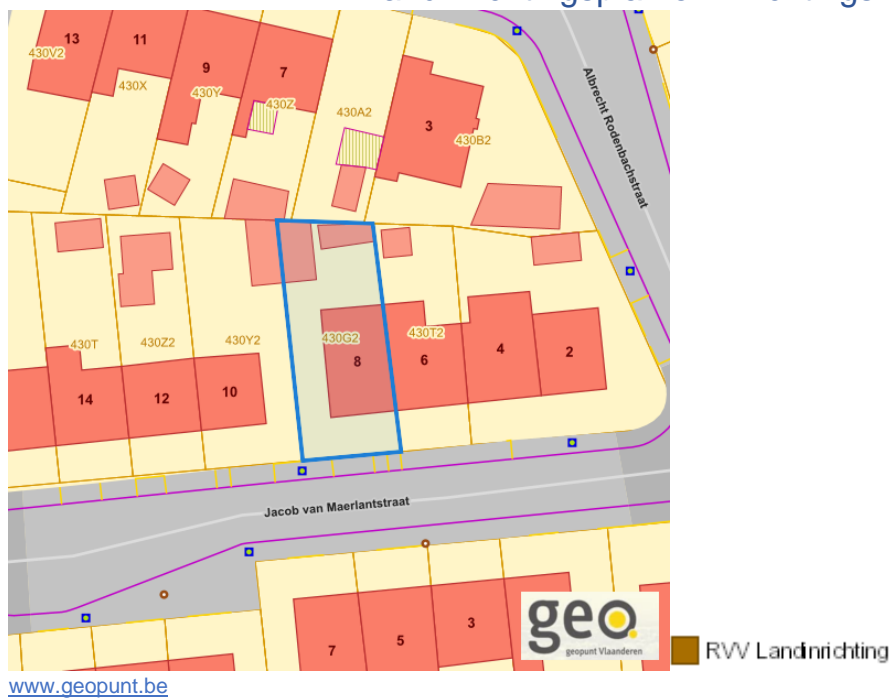 13
11
9
7
3
430V2
430X
430Y
430Z
430A2
430B2
Albrecht Rodenbachstraat
430T
430Z2
430Y2
430G2
430T2
14
12
10
8
6
4
2
Jacob van Maerlantstraat
7
5
3
geo.
geopunt Vlaanderen
RVV Landinrichting
www.geopunt.be